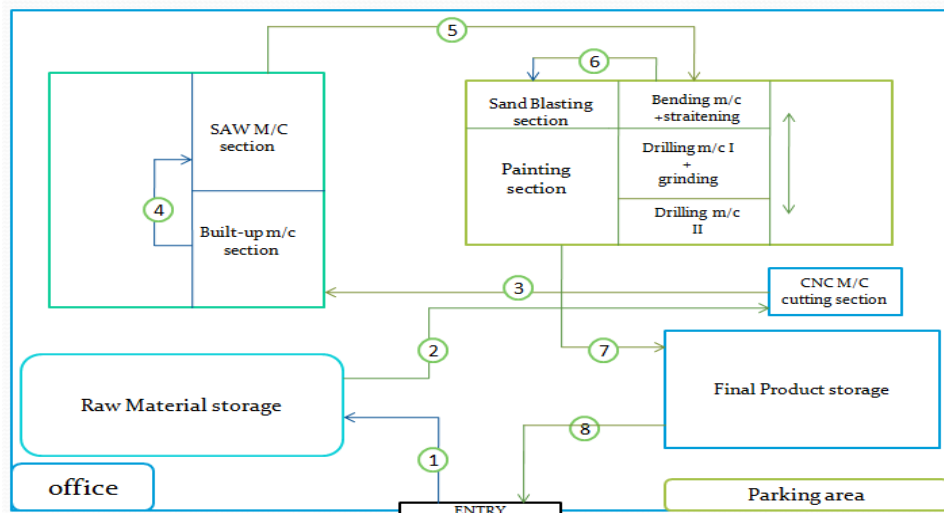 5
6
SAW M/C
section
Sand Blasting
section
Bending m/c
+straitening
Painting
section
Drilling m/c I
+
grinding
4
Built-up m/c
section
Drilling m/c
II
3
CNC M/C
cutting section
2
7
Raw Material storage
Final Product storage
1
8
office
ENTRY
Parking area